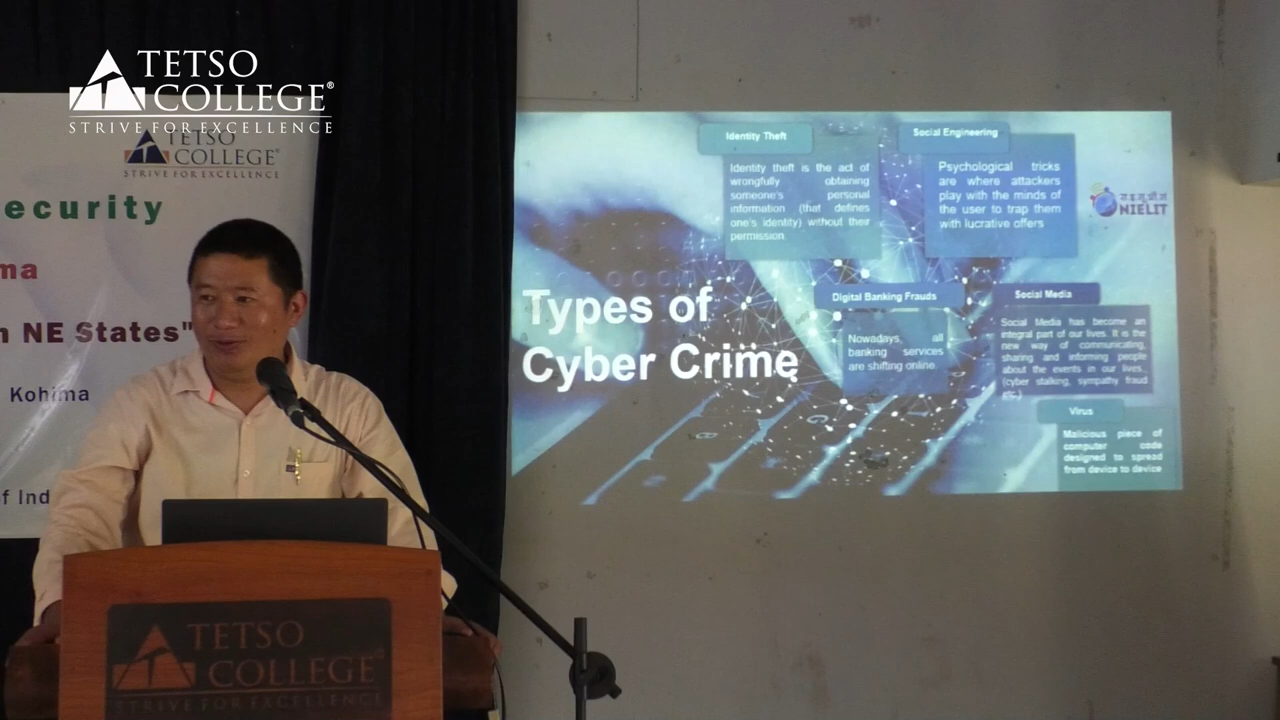 TETSO
COLLEGE®
STRIVE FOR EXCELLENCE
TETSO
COLLEGE
STRIVE FOR EXCELLENCE
ecurity
ma
n NE States"
Kohima
of Ind
Types of
Cyber Crime
Identity Theft
Identity theft is the act of
wrongfully obtaining
someone's personal
information (that defines
one's identity) without their
permission
Social Engineering
Psychological tricks
are where attackers
play with the minds of
the user to trap them
with lucrative offers
NIELIT
Digital Banking Frauds
Nowadays, all
banking services
are shifting online
Social Media
Social Media has become an
integral part of our lives. It is the
new way of communicating,
sharing and informing people
about the events in our lives.
(cyber stalking, sympathy fraud
etc)
Virus
Malicious piece of
computer code
designed to spread
from device to device
TETSO
COLLEGE
STRIVE FOR EXCELLENCE